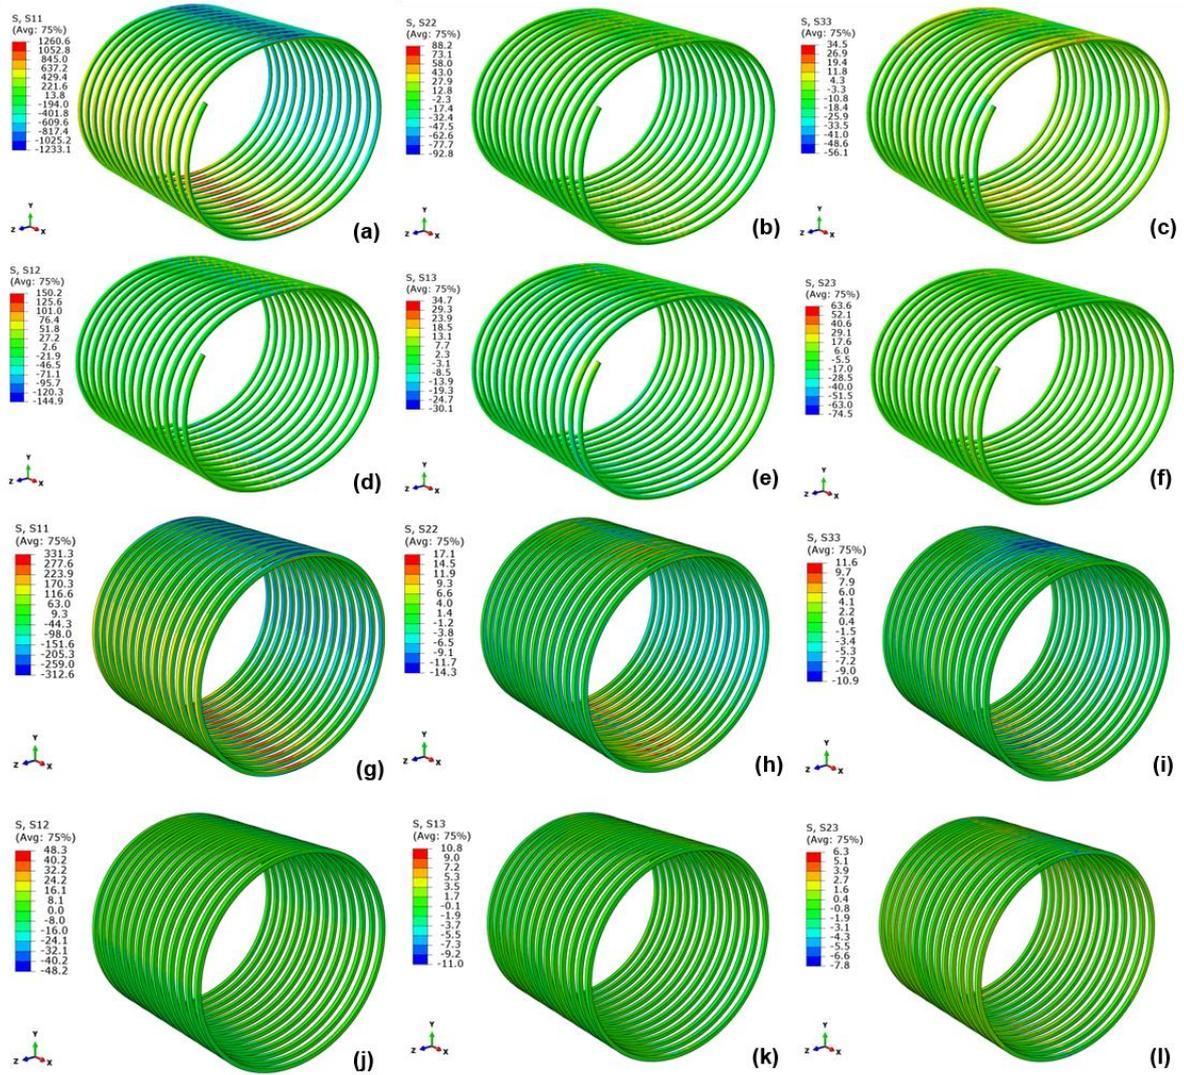 S, S11
(Avg: 75%)
1260.6
1052.8
845.0
637.2
429.4
221.6
13.8
-194.0
-401.8
-609.6
-817.4
-1025.2
-1233.1
Y
Z X
(a)
S, S22
(Avg: 75%)
88.2
73.1
58.0
43.0
27.9
12.8
-2.3
-17.4
-32.4
-47.5
-62.6
-77.7
-92.8
Y
Z X
(b)
S, S33
(Avg: 75%)
34.5
26.9
19.4
11.8
4.3
-3.3
-10.8
-18.4
-25.9
-33.5
-41.0
-48.6
-56.1
Y
Z X
(c)
S, S12
(Avg: 75%)
150.2
125.6
101.0
76.4
51.8
27.2
2.6
-21.9
-46.5
-71.1
-95.7
-120.3
-144.9
Y
Z X
(d)
S, S13
(Avg: 75%)
34.7
29.3
23.9
18.5
13.1
7.7
2.3
-3.1
-8.5
-13.9
-19.3
-24.7
-30.1
Y
Z X
(e)
S, S23
(Avg: 75%)
63.6
52.1
40.6
29.1
17.6
6.0
-5.5
-17.0
-28.5
-40.0
-51.5
-63.0
-74.5
Y
Z X
(f)
S, S11
(Avg: 75%)
331.3
277.6
223.9
170.3
116.6
63.0
9.3
-44.3
-98.0
-151.6
-205.3
-259.0
-312.6
Y
Z X
(g)
S, S22
(Avg: 75%)
17.1
14.5
11.9
9.3
6.6
4.0
1.4
-1.2
-3.8
-6.5
-9.1
-11.7
-14.3
Y
Z X
(h)
S, S33
(Avg: 75%)
11.6
9.7
7.9
6.0
4.1
2.2
0.4
-1.5
-3.4
-5.3
-7.2
-9.0
-10.9
Y
Z X
(i)
S, S12
(Avg: 75%)
48.3
40.2
32.2
24.2
16.1
8.1
0.0
-8.0
-16.0
-24.1
-32.1
-40.2
-48.2
Y
Z X
(j)
S, S13
(Avg: 75%)
10.8
9.0
7.2
5.3
3.5
1.7
-0.1
-1.9
-3.7
-5.5
-7.3
-9.2
-11.0
Y
Z X
(k)
S, S23
(Avg: 75%)
6.3
5.1
3.9
2.7
1.6
0.4
-0.8
-1.9
-3.1
-4.3
-5.5
-6.6
-7.8
Y
Z X
(l)